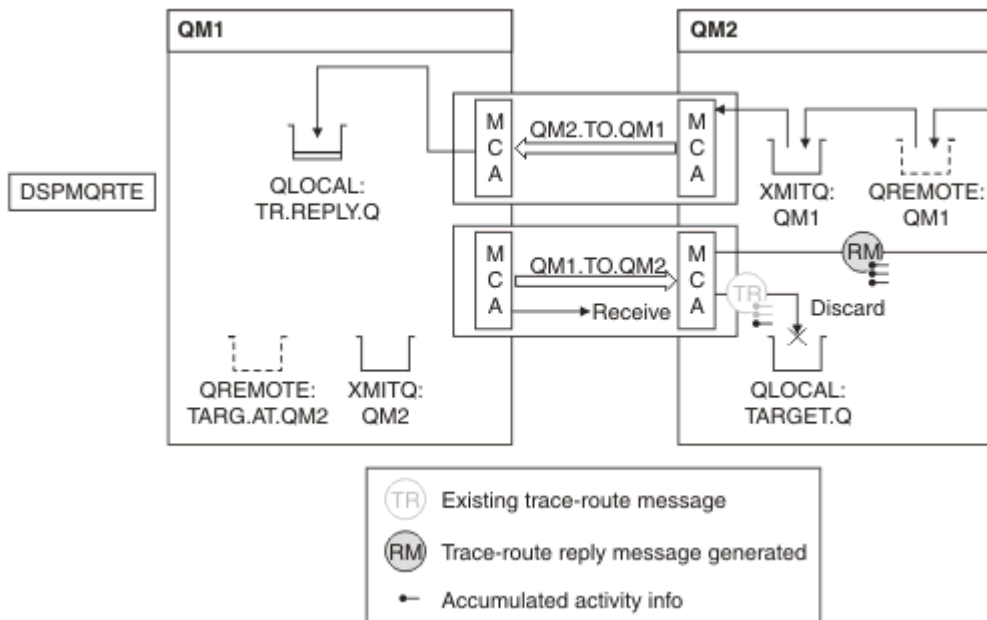 QM1
QM2
DSPMQRTE
M
C
A
QM2.TO.QM1
M
C
A
QLOCAL:
TR.REPLY.Q
XMITQ:
QM1
QREMOTE:
QM1
M
C
A
QM1.TO.QM2
Receive
M
C
A
RM
TR
Discard
QREMOTE:
TARG.AT.QM2
XMITQ:
QM2
QLOCAL:
TARGET.Q
TR Existing trace-route message
RM Trace-route reply message generated
Accumulated activity info